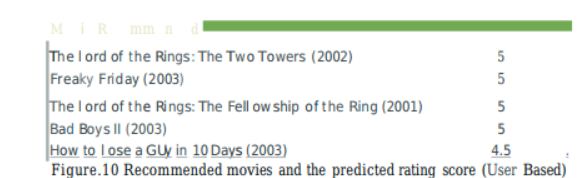 M i R mm n d
The lord of the Rings: The Two Towers (2002) 5
Freaky Friday (2003) 5
The lord of the Rings: The Fellowship of the Ring (2001) 5
Bad Boys II (2003) 5
How to lose a GUy in 10 Days (2003) 4.5
Figure.10 Recommended movies and the predicted rating score (User Based)